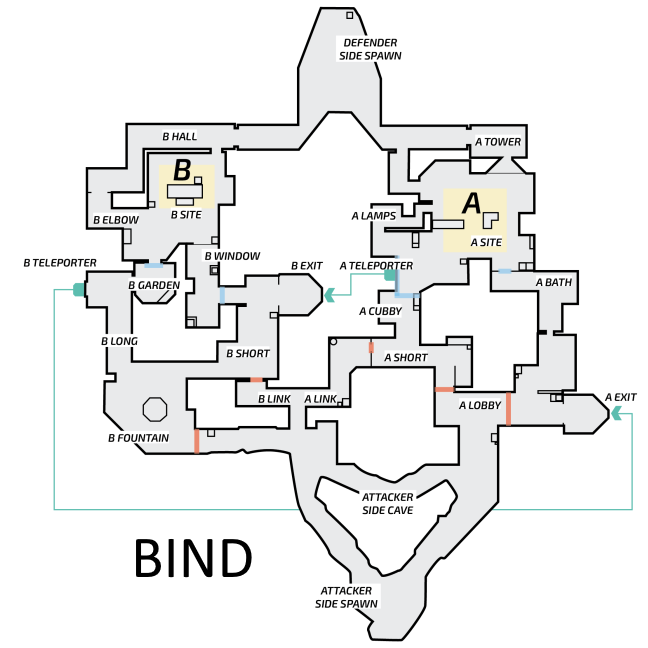 DEFENDER
SIDE SPAWN
B HALL
A TOWER
B
A
B SITE
B ELBOW
A LAMPS
A SITE
B WINDOW
B TELEPORTER
B EXIT
A TELEPORTER
B GARDEN
A BATH
A CUBBY
B LONG
B SHORT
A SHORT
B LINK
A LINK
A LOBBY
A EXIT
B FOUNTAIN
ATTACKER
SIDE CAVE
BIND
ATTACKER
SIDE SPAWN